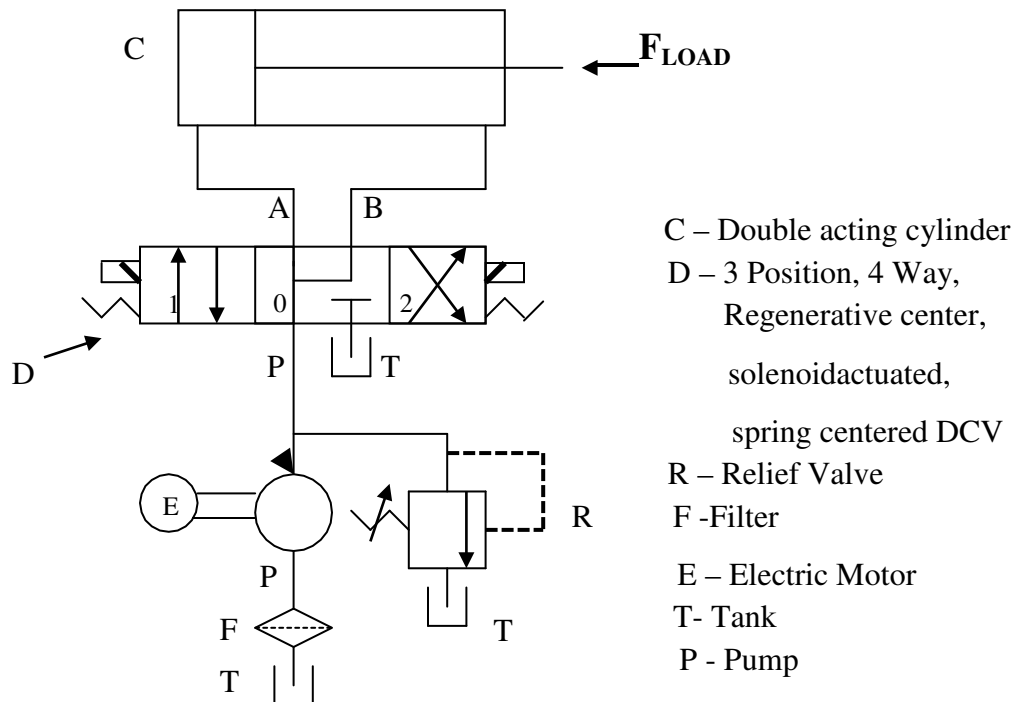 C
F_LOAD
A
B
1
0
2
P
T
D
E
P
R
F
T
T
C – Double acting cylinder
D – 3 Position, 4 Way,
Regenerative center,
solenoidactuated,
spring centered DCV
R – Relief Valve
F -Filter
E – Electric Motor
T- Tank
P - Pump